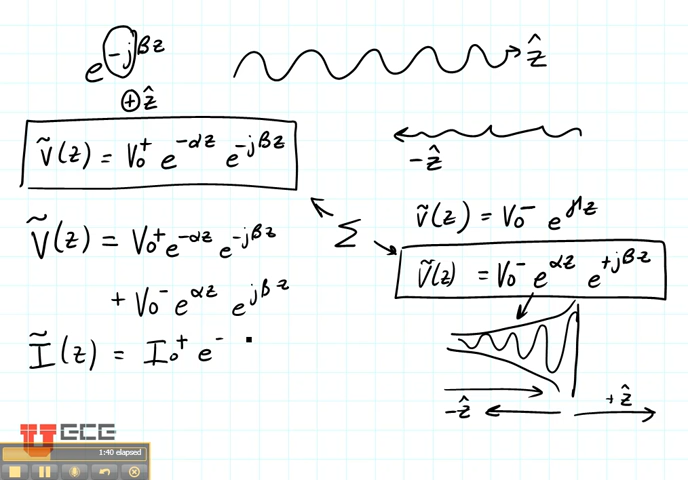 e^{-jβz}
ẑ
⊕ẑ
Ṽ(z) = V₀⁺ e^{-αz} e^{-jβz}
-ẑ
Ṽ(z) = V₀⁻ e^{γz}
Ṽ(z) = V₀⁺ e^{-αz} e^{-jβz}
Σ
Ṽ(z) = V₀⁻ e^{αz} e^{+jβz}
+ V₀⁻ e^{αz} e^{jβz}
Ĩ(z) = I₀⁺ e^{-
-ẑ
+ẑ
U ECE
1:40 elapsed